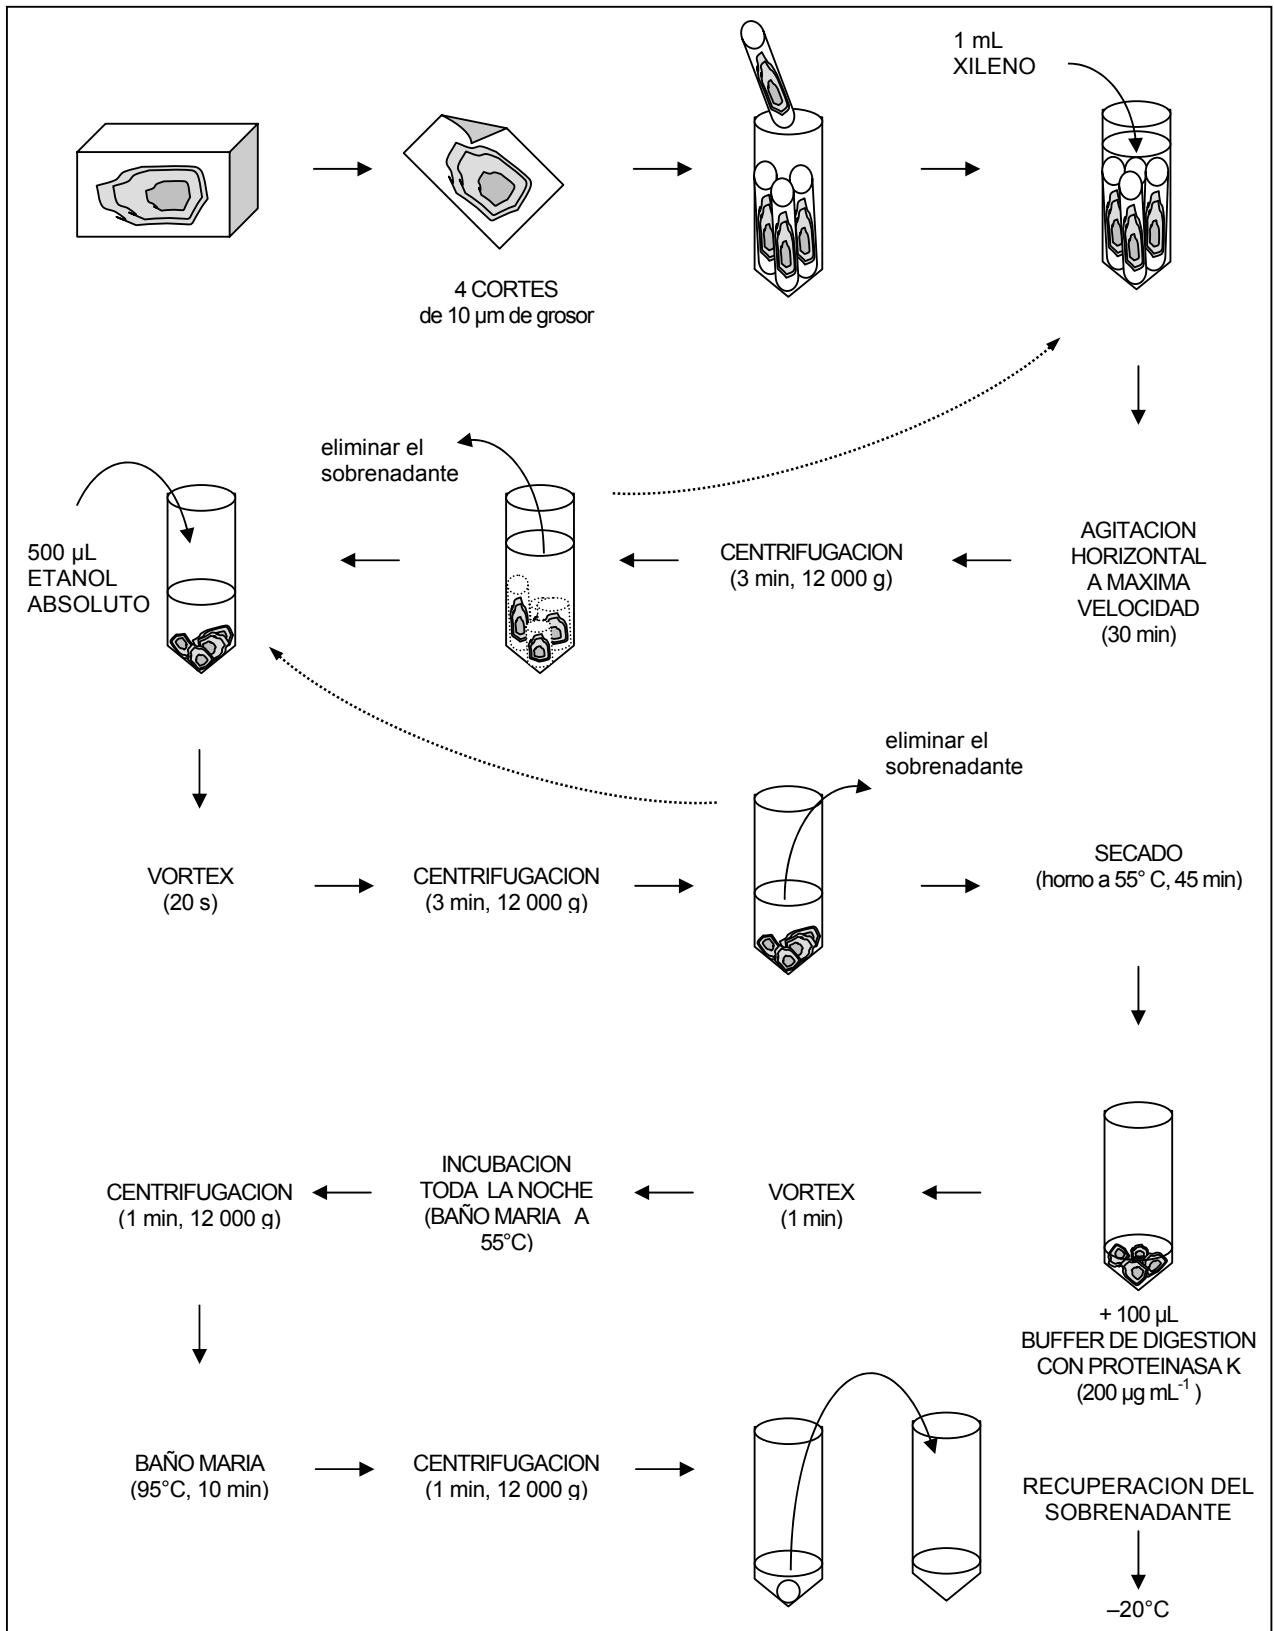 1 mL
XILENO
4 CORTES
de 10 µm de grosor
eliminar el
sobrenadante
500 µL
ETANOL
ABSOLUTO
CENTRIFUGACION
(3 min, 12 000 g)
AGITACION
HORIZONTAL
A MAXIMA
VELOCIDAD
(30 min)
eliminar el
sobrenadante
VORTEX
(20 s)
CENTRIFUGACION
(3 min, 12 000 g)
SECADO
(horno a 55° C, 45 min)
CENTRIFUGACION
(1 min, 12 000 g)
INCUBACION
TODA LA NOCHE
(BAÑO MARIA A
55°C)
VORTEX
(1 min)
+ 100 µL
BUFFER DE DIGESTION
CON PROTEINASA K
(200 µg mL⁻¹ )
BAÑO MARIA
(95°C, 10 min)
CENTRIFUGACION
(1 min, 12 000 g)
RECUPERACION DEL
SOBRENADANTE
–20°C